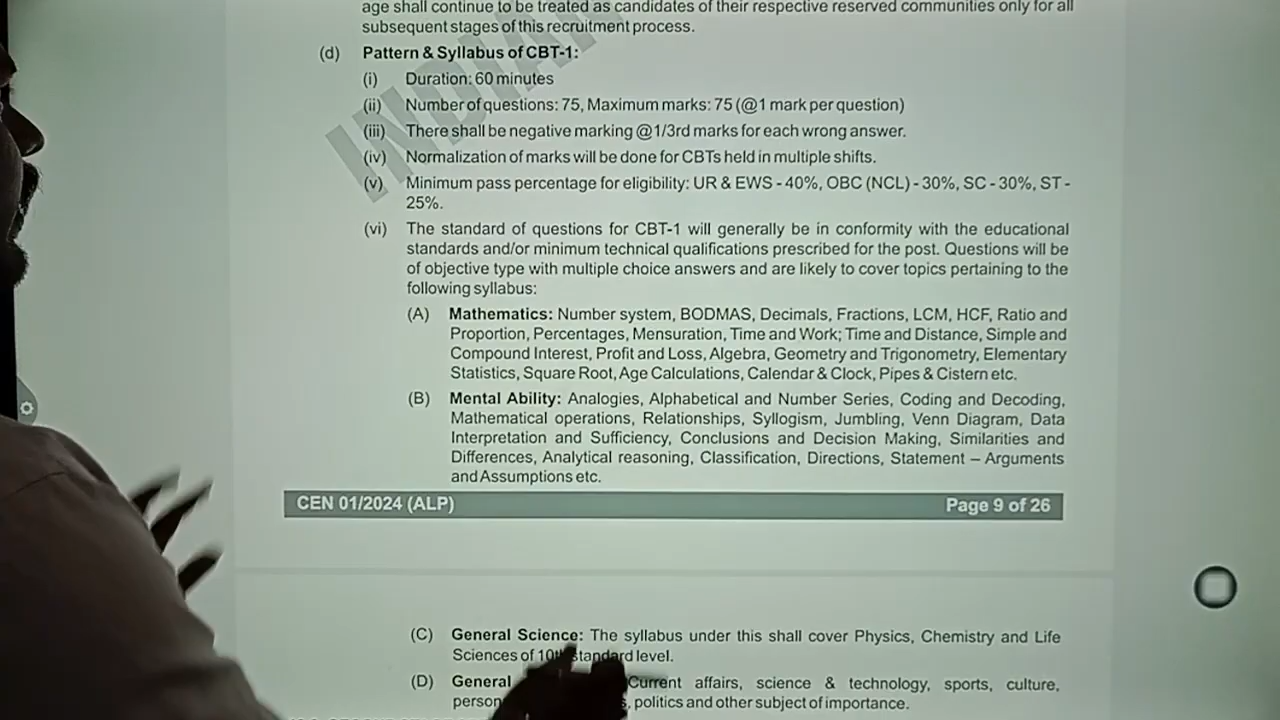 age shall continue to be treated as candidates of their respective reserved communities only for all
subsequent stages of this recruitment process.
(d) Pattern & Syllabus of CBT-1:
(i) Duration: 60 minutes
(ii) Number of questions: 75, Maximum marks: 75 (@1 mark per question)
(iii) There shall be negative marking @1/3rd marks for each wrong answer.
(iv) Normalization of marks will be done for CBTs held in multiple shifts.
(v) Minimum pass percentage for eligibility: UR & EWS - 40%, OBC (NCL) - 30%, SC - 30%, ST -
25%.
(vi) The standard of questions for CBT-1 will generally be in conformity with the educational
standards and/or minimum technical qualifications prescribed for the post. Questions will be
of objective type with multiple choice answers and are likely to cover topics pertaining to the
following syllabus:
(A) Mathematics: Number system, BODMAS, Decimals, Fractions, LCM, HCF, Ratio and
Proportion, Percentages, Mensuration, Time and Work; Time and Distance, Simple and
Compound Interest, Profit and Loss, Algebra, Geometry and Trigonometry, Elementary
Statistics, Square Root, Age Calculations, Calendar & Clock, Pipes & Cistern etc.
(B) Mental Ability: Analogies, Alphabetical and Number Series, Coding and Decoding,
Mathematical operations, Relationships, Syllogism, Jumbling, Venn Diagram, Data
Interpretation and Sufficiency, Conclusions and Decision Making, Similarities and
Differences, Analytical reasoning, Classification, Directions, Statement – Arguments
and Assumptions etc.
INDIAN
CEN 01/2024 (ALP) Page 9 of 26
(C) General Science: The syllabus under this shall cover Physics, Chemistry and Life
Sciences of 10th standard level.
(D) General Current affairs, science & technology, sports, culture,
politics and other subject of importance.